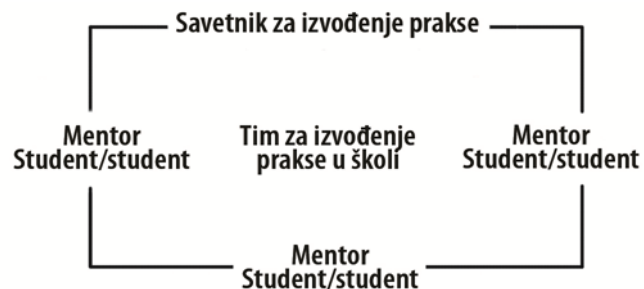 Savetnik za izvođenje prakse
Mentor
Student/student
Tim za izvođenje
prakse u školi
Mentor
Student/student
Mentor
Student/student